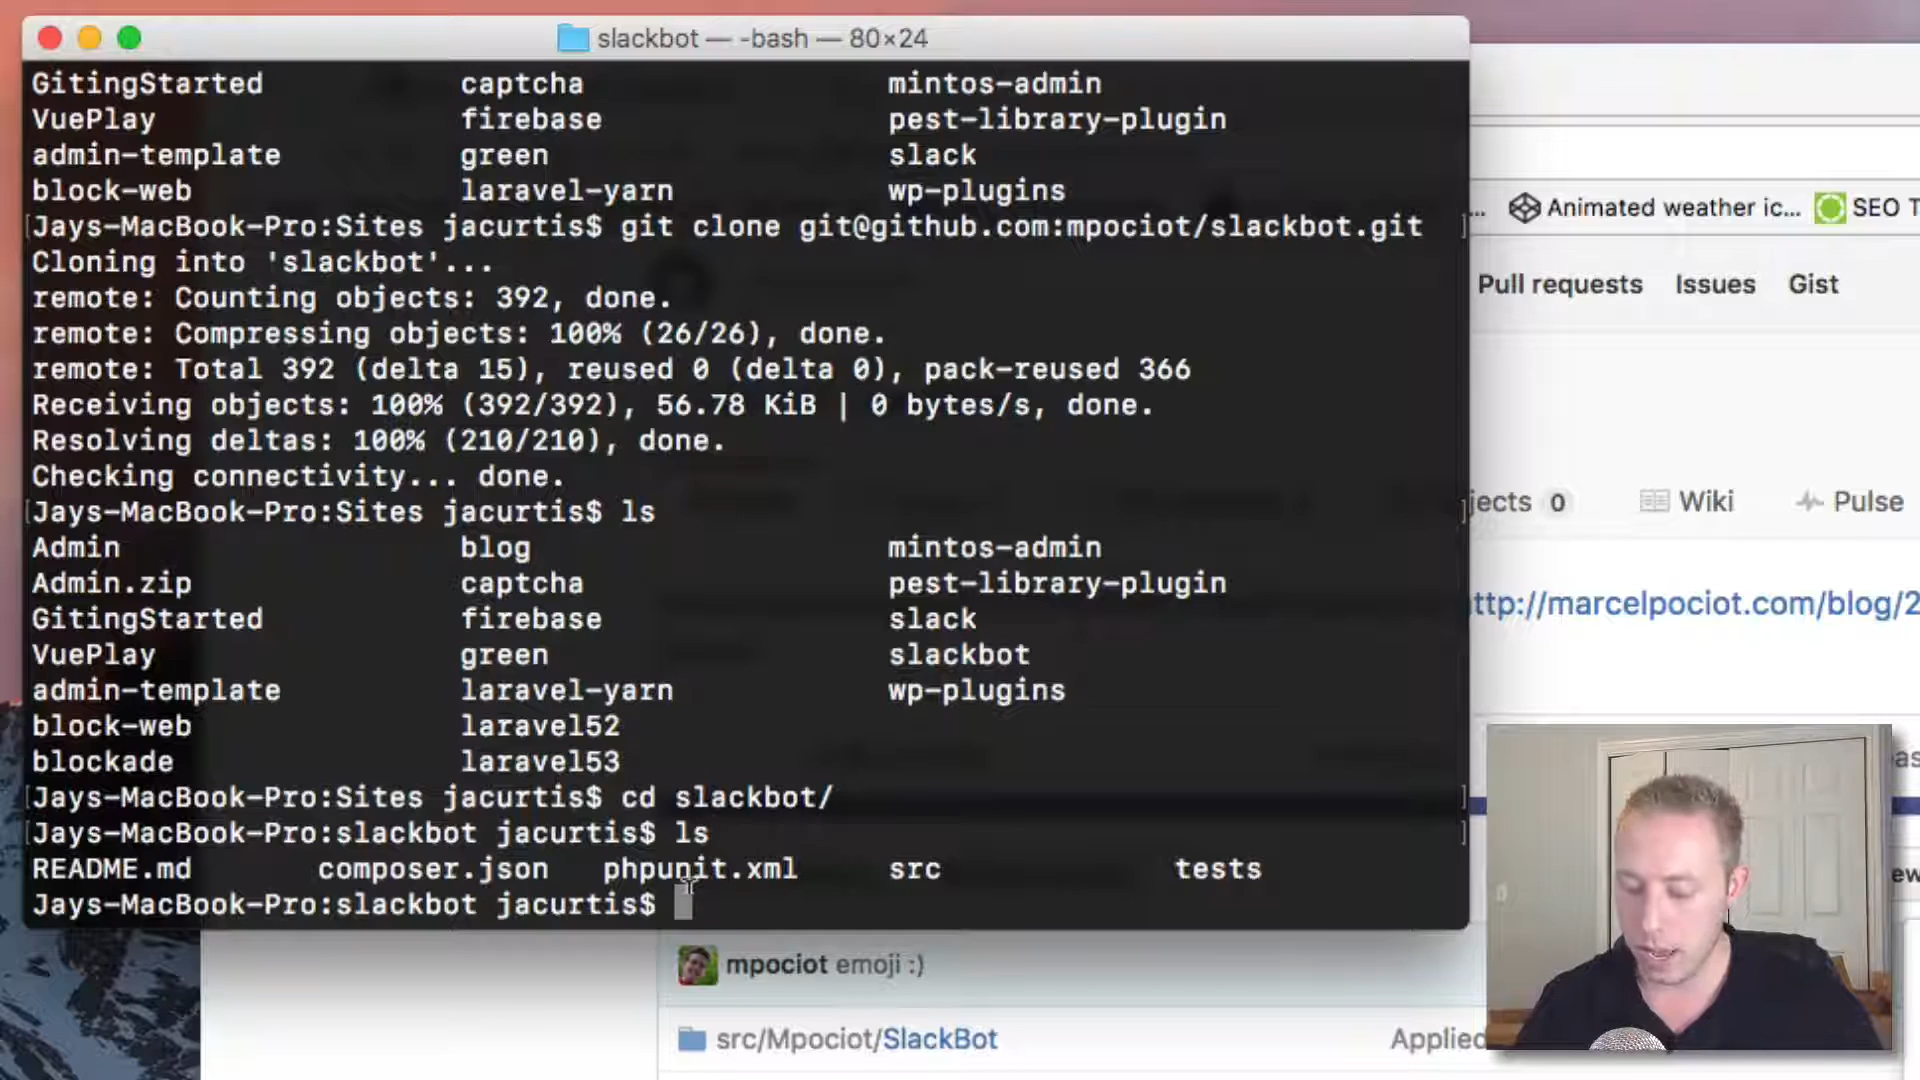 slackbot — -bash — 80×24
GitingStarted captcha mintos-admin
VuePlay firebase pest-library-plugin
admin-template green slack
block-web laravel-yarn wp-plugins
Jays-MacBook-Pro:Sites jacurtis$ git clone git@github.com:mpociot/slackbot.git
Cloning into 'slackbot'...
remote: Counting objects: 392, done.
remote: Compressing objects: 100% (26/26), done.
remote: Total 392 (delta 15), reused 0 (delta 0), pack-reused 366
Receiving objects: 100% (392/392), 56.78 KiB | 0 bytes/s, done.
Resolving deltas: 100% (210/210), done.
Checking connectivity... done.
Jays-MacBook-Pro:Sites jacurtis$ ls
Admin blog mintos-admin
Admin.zip captcha pest-library-plugin
GitingStarted firebase slack
VuePlay green slackbot
admin-template laravel-yarn wp-plugins
block-web laravel52
blockade laravel53
Jays-MacBook-Pro:Sites jacurtis$ cd slackbot/
Jays-MacBook-Pro:slackbot jacurtis$ ls
README.md composer.json phpunit.xml src tests
Jays-MacBook-Pro:slackbot jacurtis$
... Animated weather ic... SEO T
Pull requests Issues Gist
jects 0 Wiki Pulse
ttp://marcelpociot.com/blog/2
mpociot emoji :)
src/Mpociot/SlackBot Applied